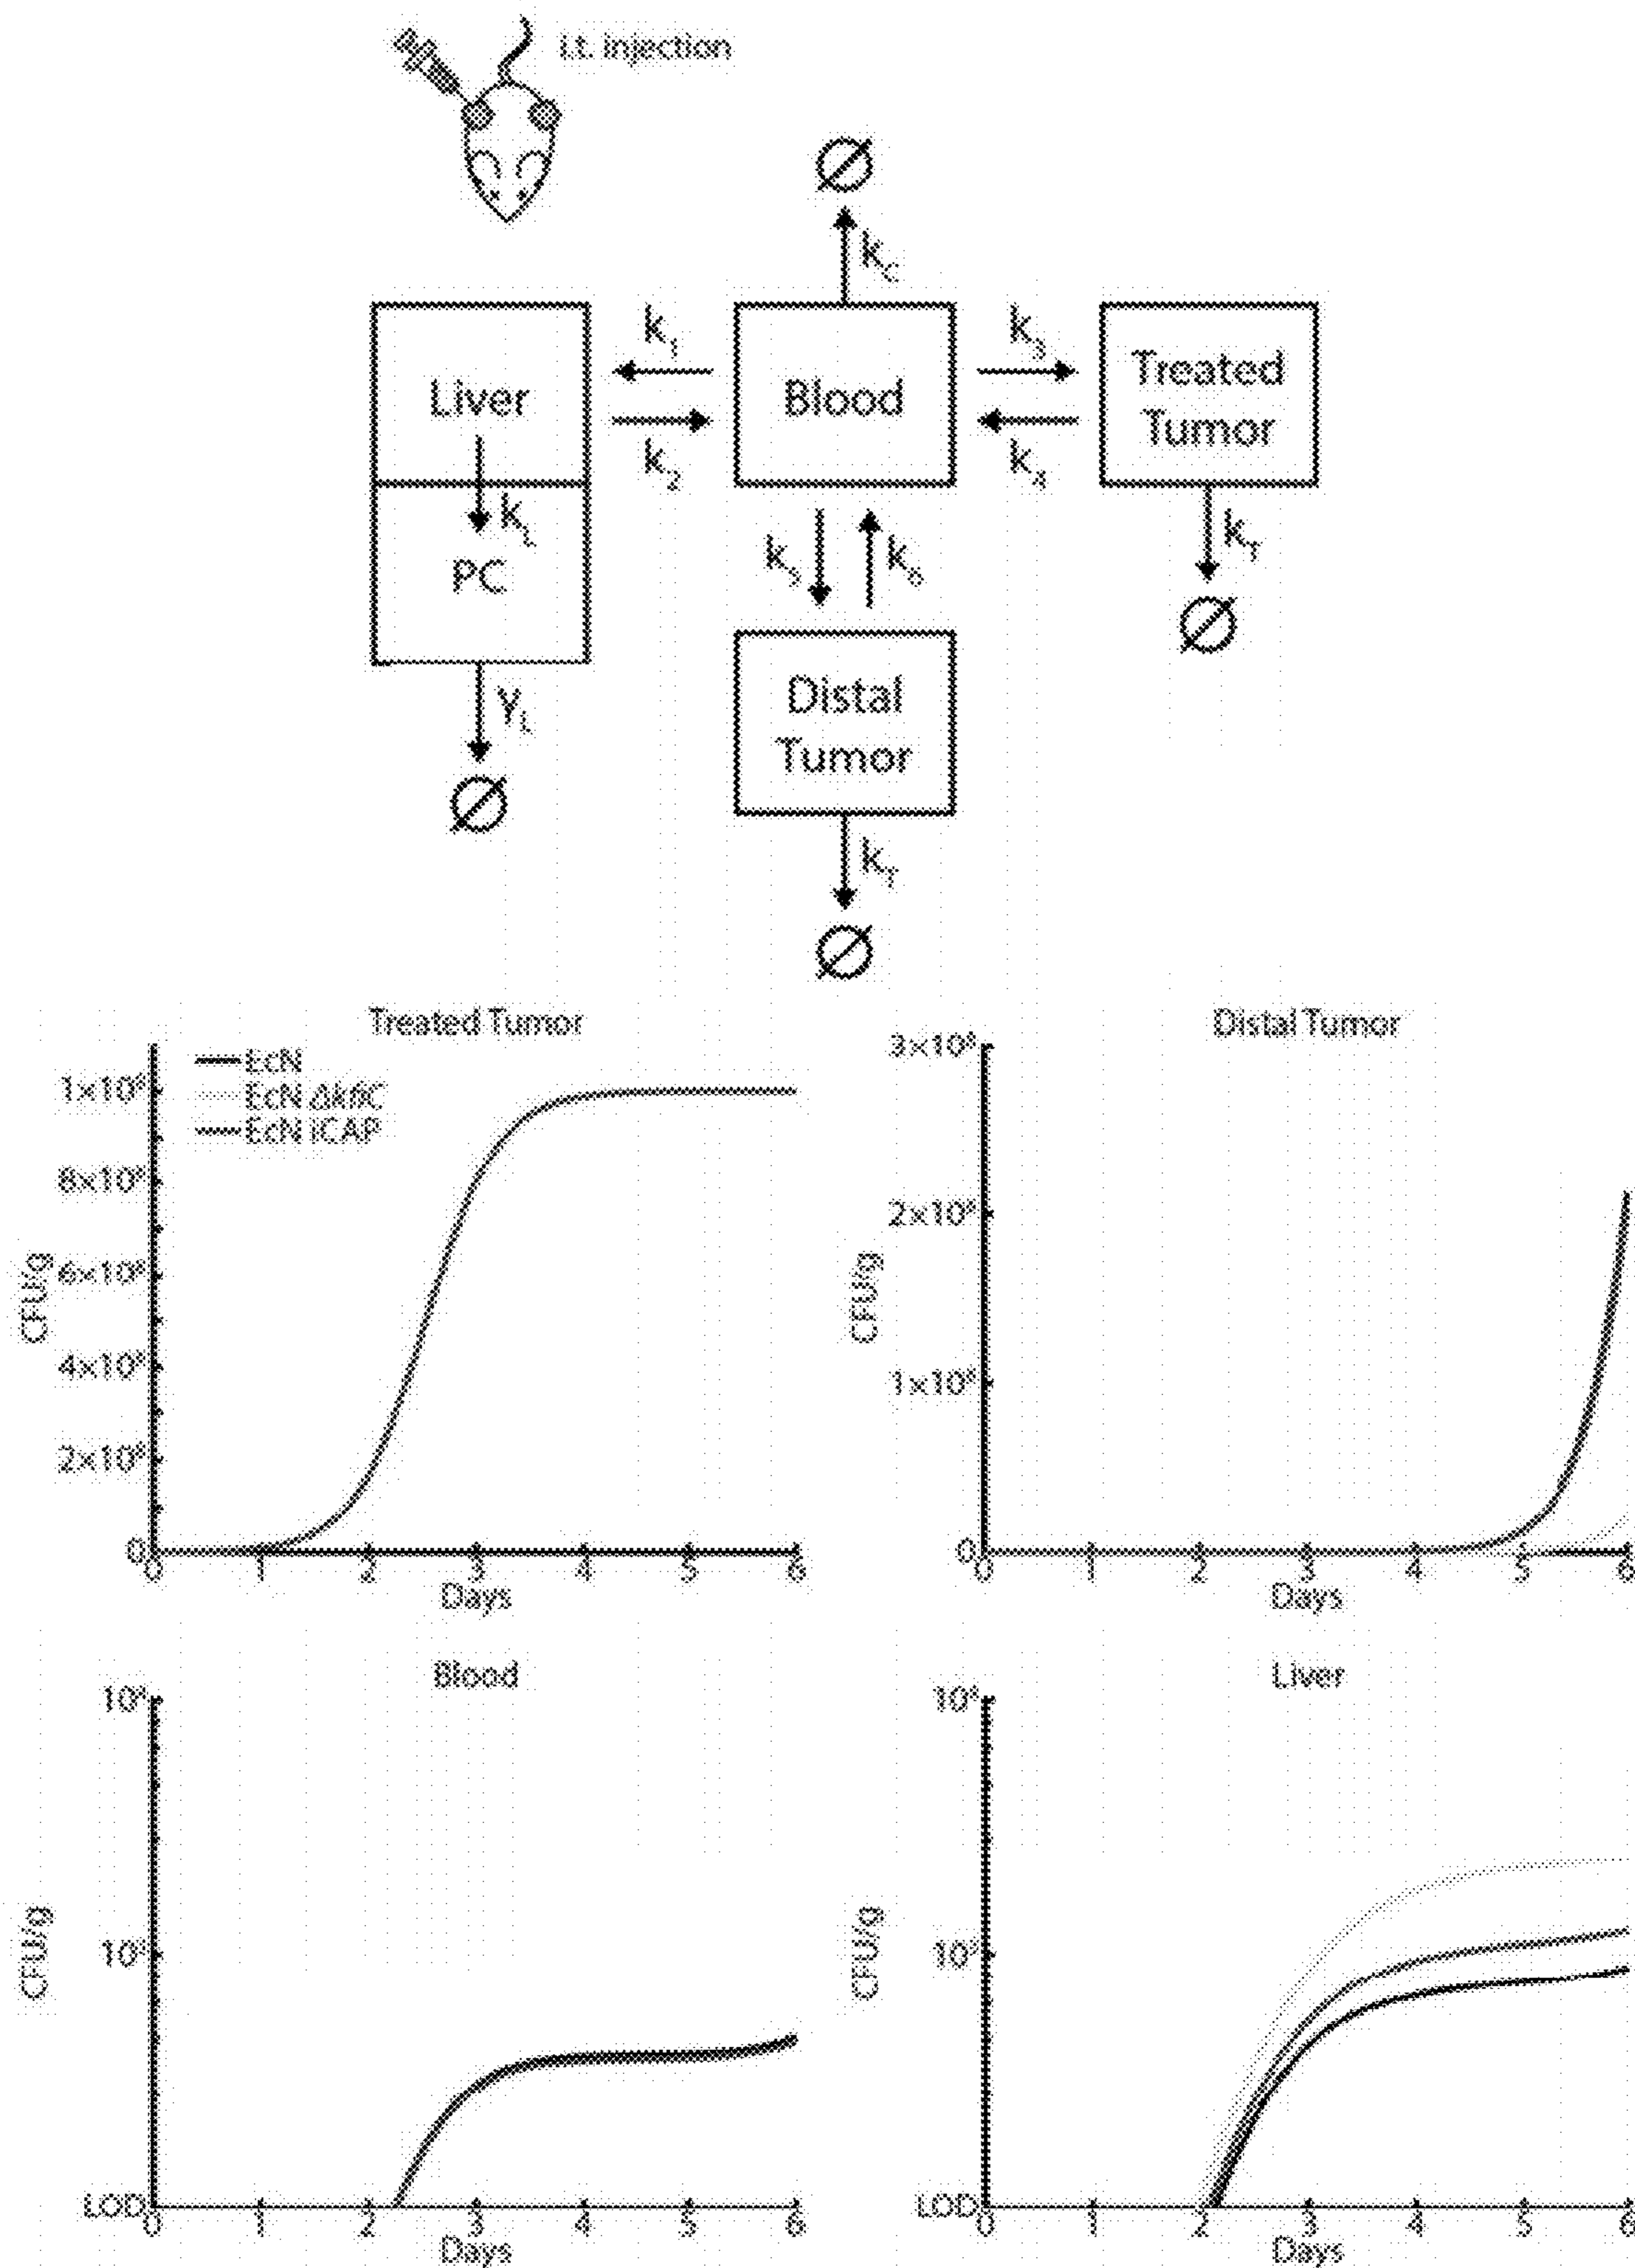 i.t. injection
∅
k_C
k_1
k_3
Liver
Blood
Treated
Tumor
k_2
k_4
k_L
PC
k_5
k_6
k_T
∅
Distal
Tumor
γ_L
∅
k_T
∅
Treated Tumor
EcN
EcN ΔkfiC
EcN iCAP
CFU/g
0
0 1 2 3 4 5 6
Days
Distal Tumor
CFU/g
0
0 1 2 3 4 5 6
Days
Blood
CFU/g
LOD
0 1 2 3 4 5 6
Days
Liver
CFU/g
LOD
0 1 2 3 4 5 6
Days